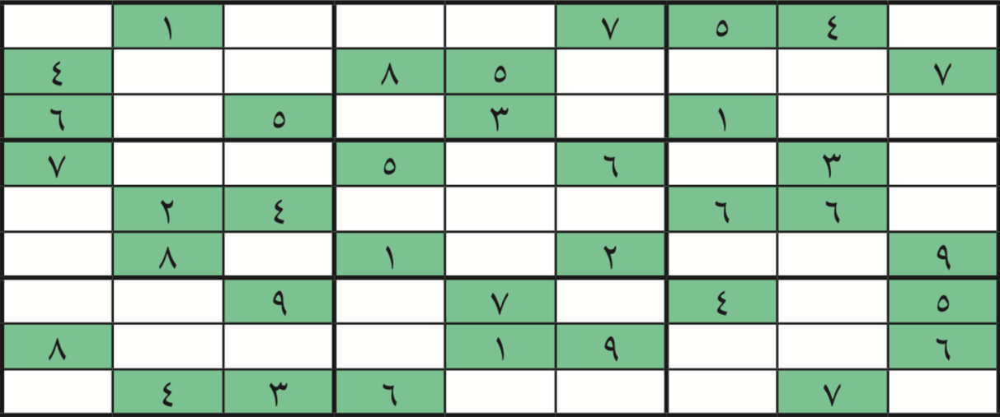 ١ ٧ ٥ ٤
٤ ٨ ٥ ٧
٦ ٥ ٣ ١
٧ ٥ ٦ ٣
٢ ٤ ٦ ٦
٨ ١ ٢ ٩
٩ ٧ ٤ ٥
٨ ١ ٩ ٦
٤ ٣ ٦ ٧